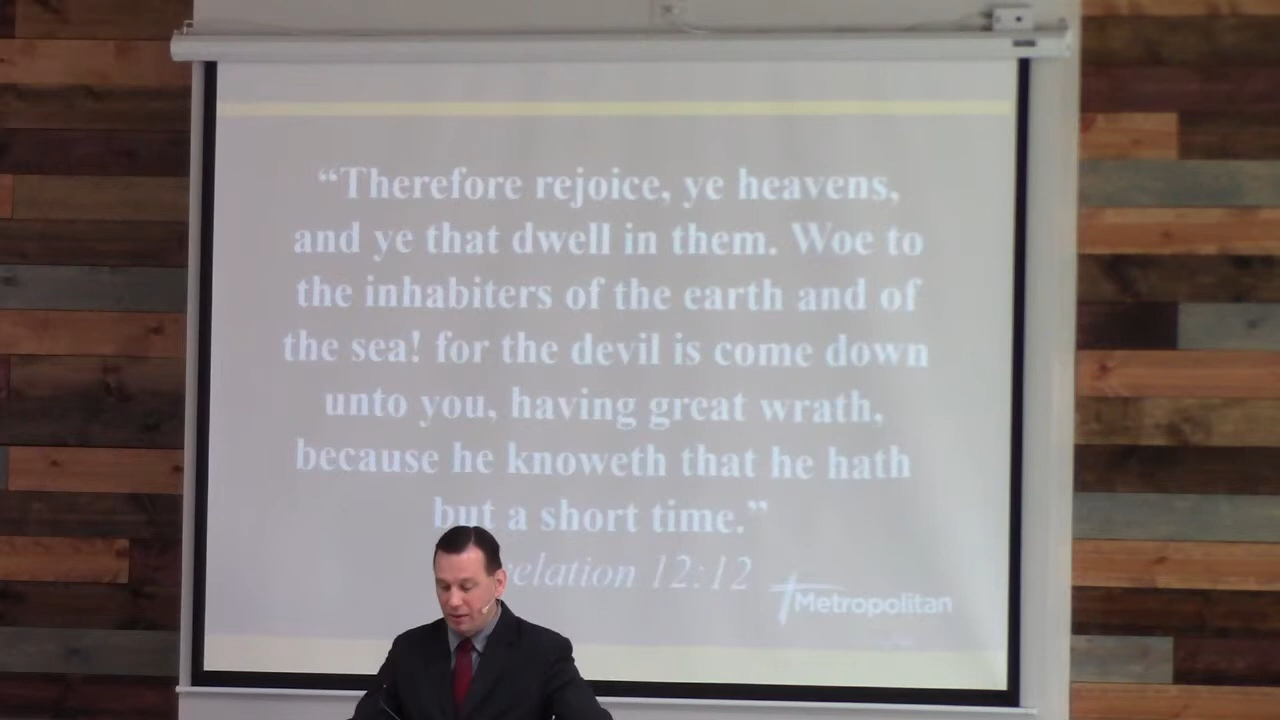 “Therefore rejoice, ye heavens,
and ye that dwell in them. Woe to
the inhabiters of the earth and of
the sea! for the devil is come down
unto you, having great wrath,
because he knoweth that he hath
but a short time.”
12:12
Metropolitan